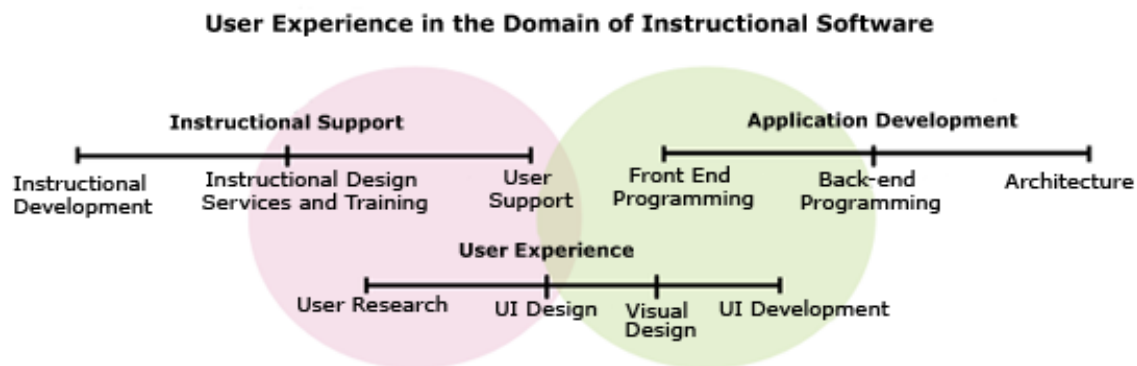 User Experience in the Domain of Instructional Software
Instructional Support
Application Development
Instructional
Development
Instructional Design
Services and Training
User
Support
Front End
Programming
Back-end
Programming
Architecture
User Experience
User Research
UI Design
Visual
Design
UI Development